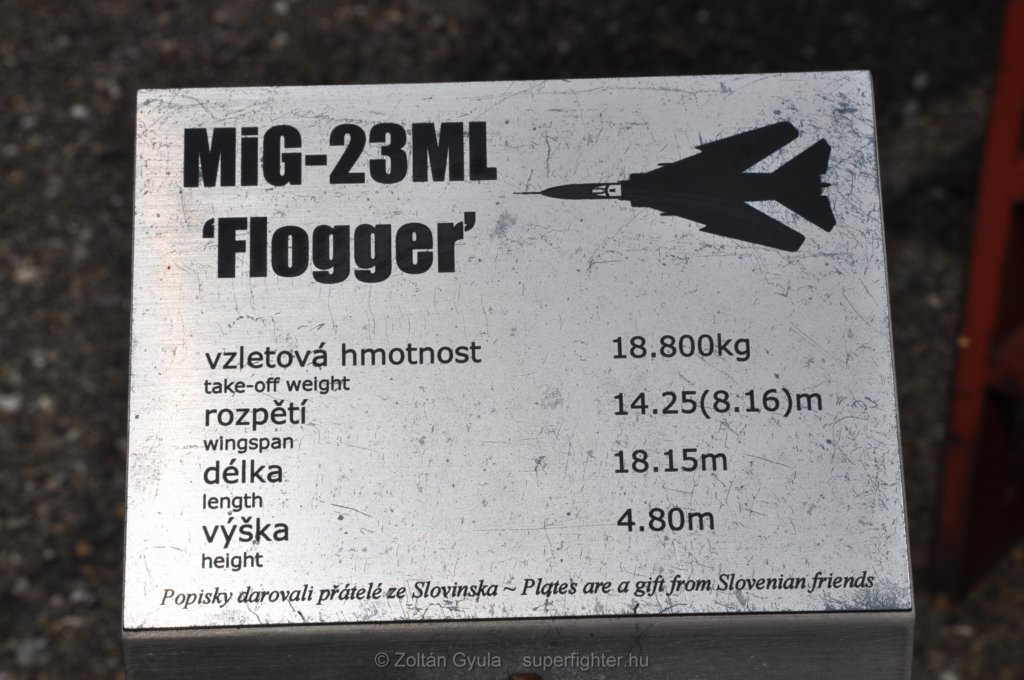 MiG-23ML
‘Flogger’
vzletová hmotnost 18.800kg
take-off weight
rozpětí 14.25(8.16)m
wingspan
délka 18.15m
length
výška 4.80m
height
Popisky darovali přátelé ze Slovinska ~ Plates are a gift from Slovenian friends
© Zoltán Gyula superfighter.hu